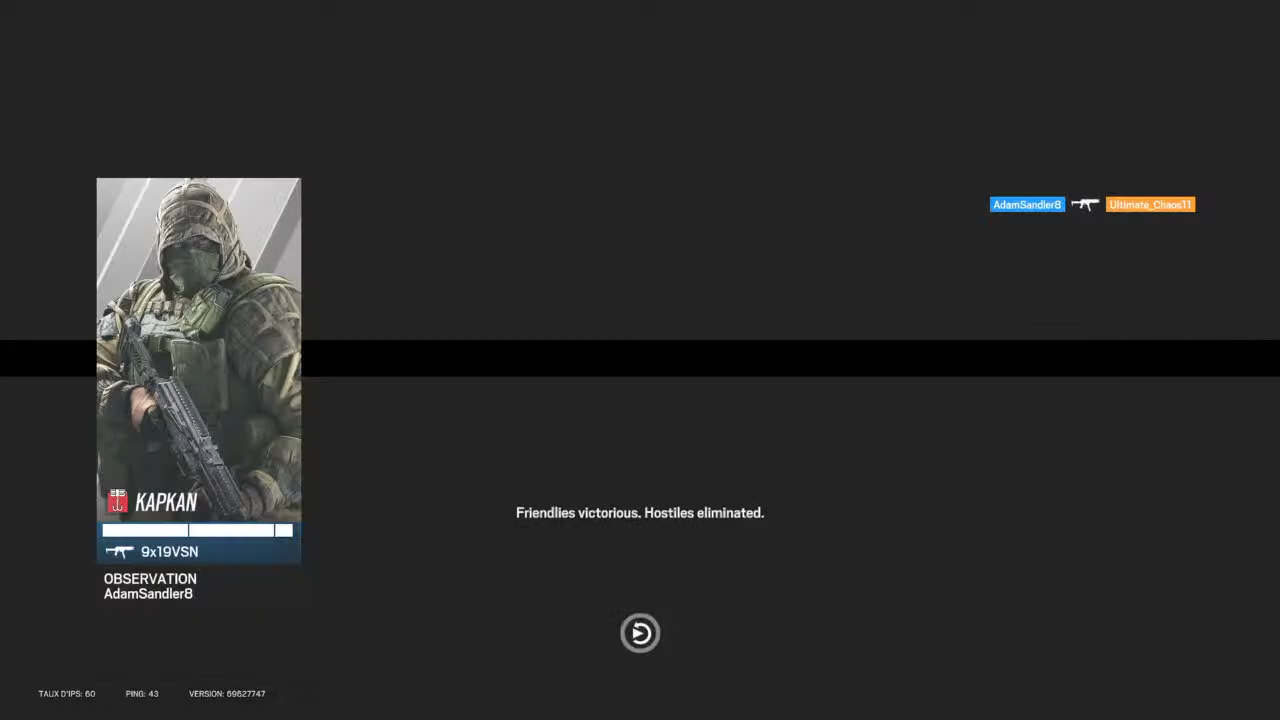 AdamSandler8 Ultimate_Chaos11
KAPKAN
Friendlies victorious. Hostiles eliminated.
9x19VSN
OBSERVATION
AdamSandler8
TAUX D'IPS: 60 PING: 43 VERSION: 69627747